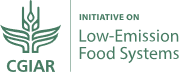 INITIATIVE ON
Low-Emission
Food Systems
CGIAR